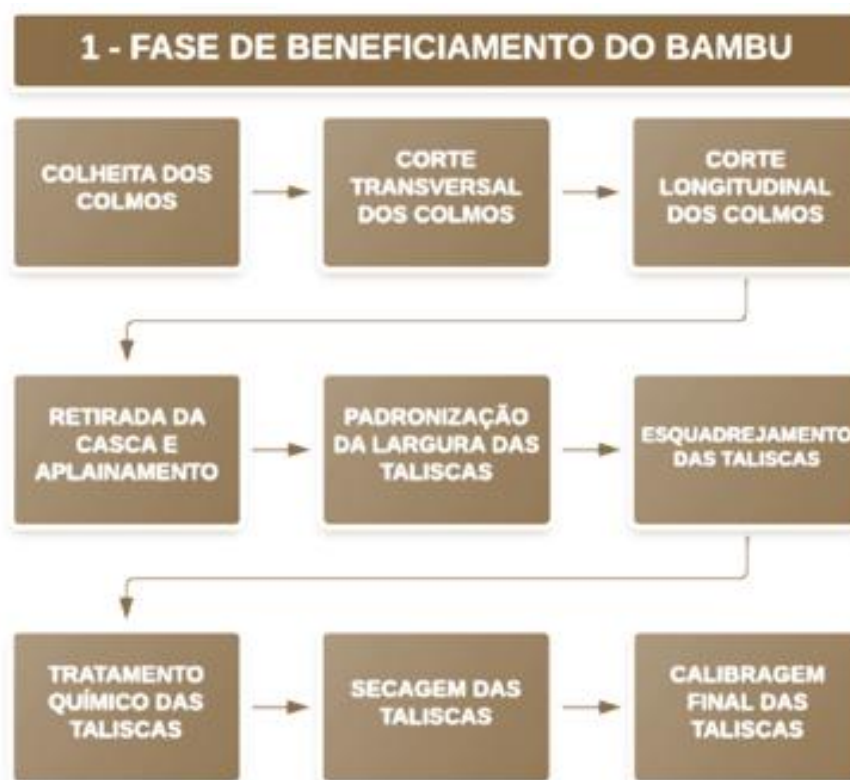 1 - FASE DE BENEFICIAMENTO DO BAMBU
COLHEITA DOS
COLMOS
CORTE
TRANSVERSAL
DOS COLMOS
CORTE
LONGITUDINAL
DOS COLMOS
RETIRADA DA
CASCA E
APLAINAMENTO
PADRONIZAÇÃO
DA LARGURA DAS
TALISCAS
ESQUADREJAMENTO
DAS TALISCAS
TRATAMENTO
QUÍMICO DAS
TALISCAS
SECAGEM DAS
TALISCAS
CALIBRAGEM
FINAL DAS
TALISCAS